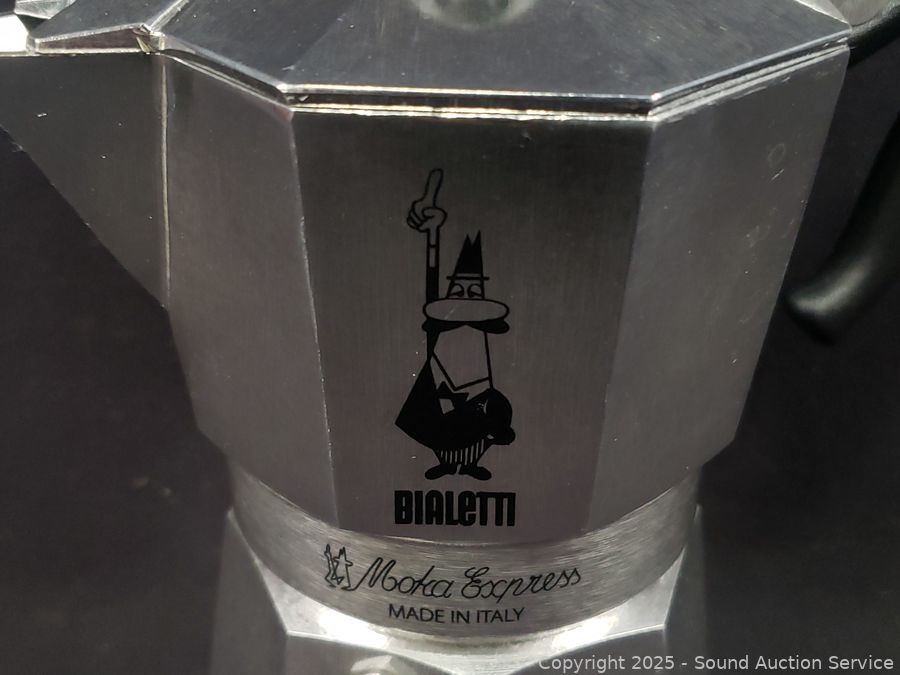 BIALETTI
Moka Express
MADE IN ITALY
Copyright 2025 - Sound Auction Service